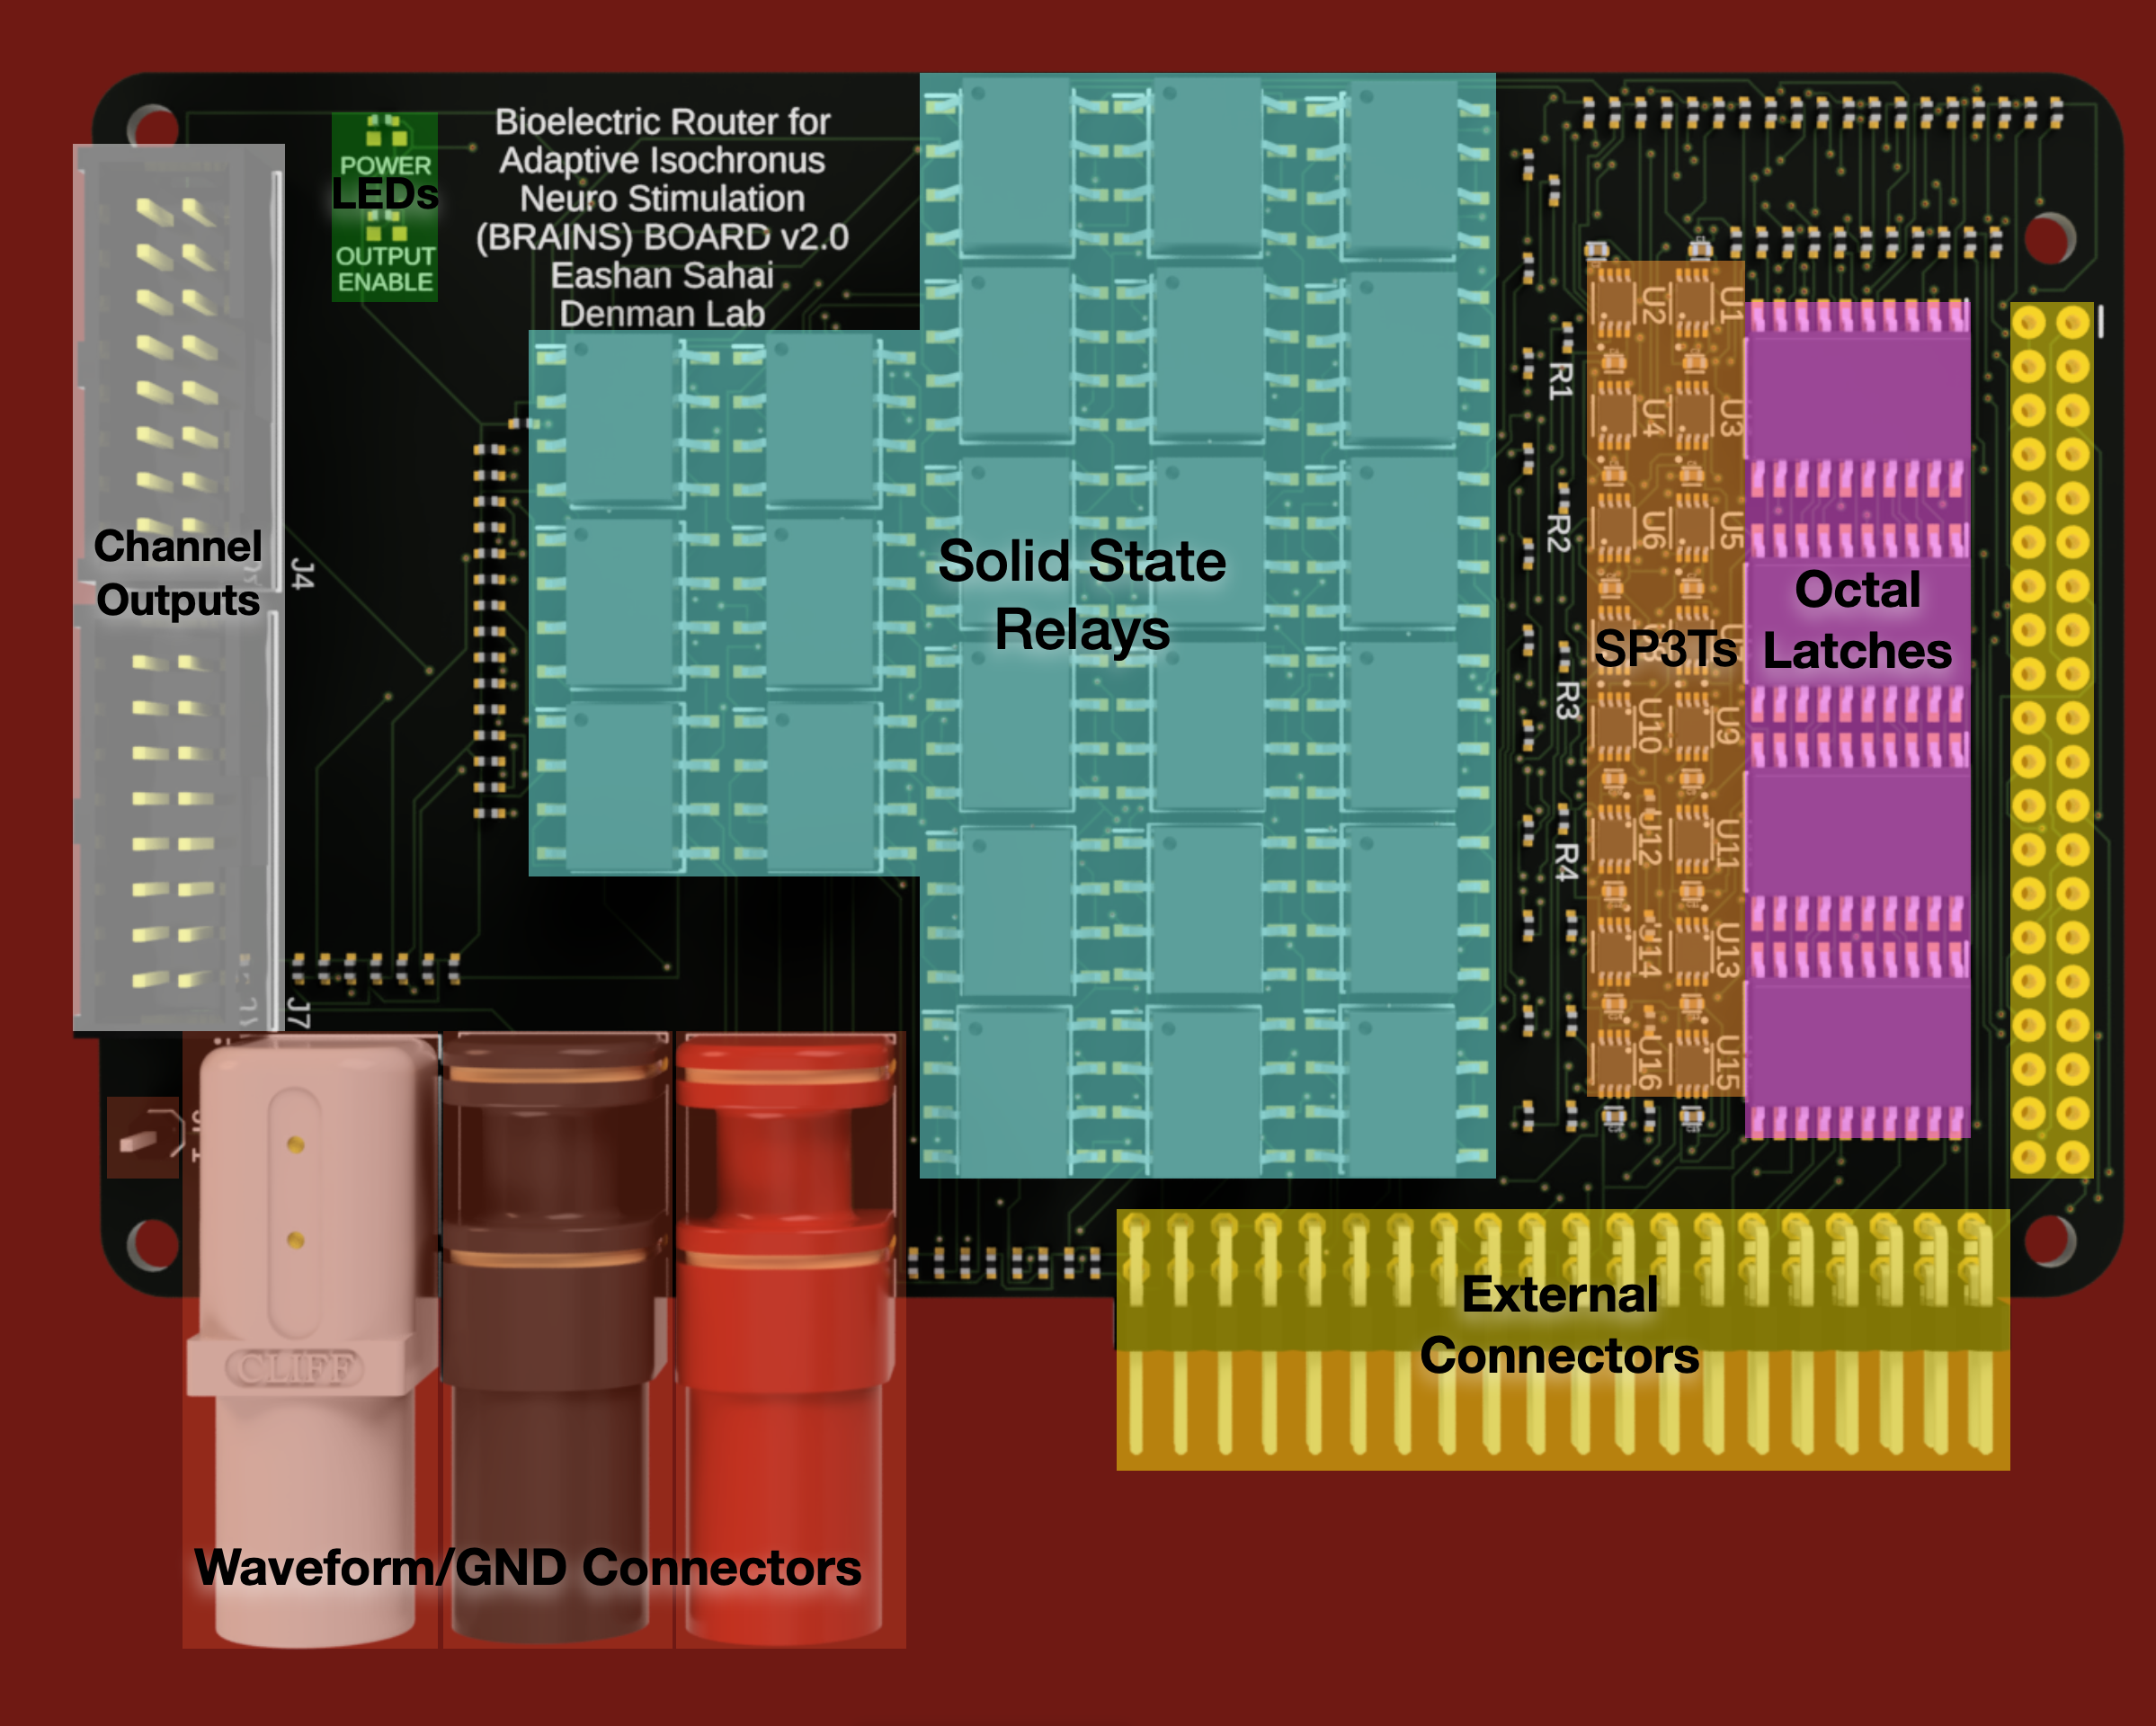 Bioelectric Router for
Adaptive Isochronus
Neuro Stimulation
(BRAINS) BOARD v2.0
Eashan Sahai
Denman Lab
POWER
LEDs
OUTPUT
ENABLE
Channel
Outputs
J4
J7
Solid State
Relays
R1
R2
R3
R4
U2
U1
U4
U3
U6
U5
SP3Ts
U10
U9
U12
U11
U14
U13
U16
U15
Octal
Latches
CLIFF
External
Connectors
Waveform/GND Connectors